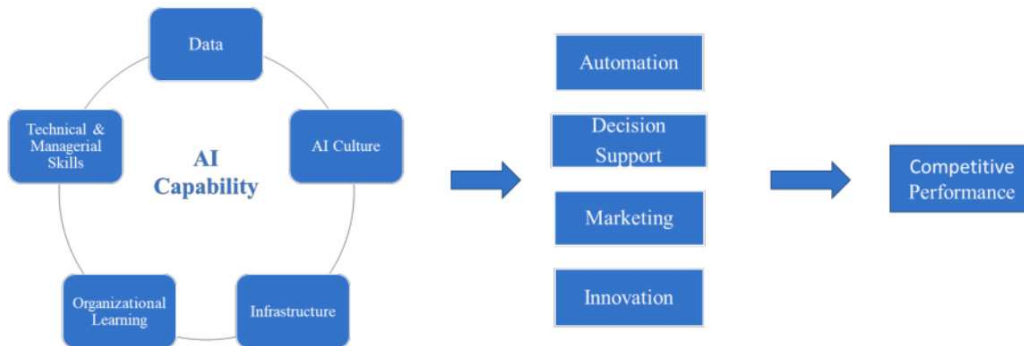 Data
Technical &
Managerial
Skills
AI
Capability
AI Culture
Organizational
Learning
Infrastructure
Automation
Decision
Support
Marketing
Innovation
Competitive
Performance